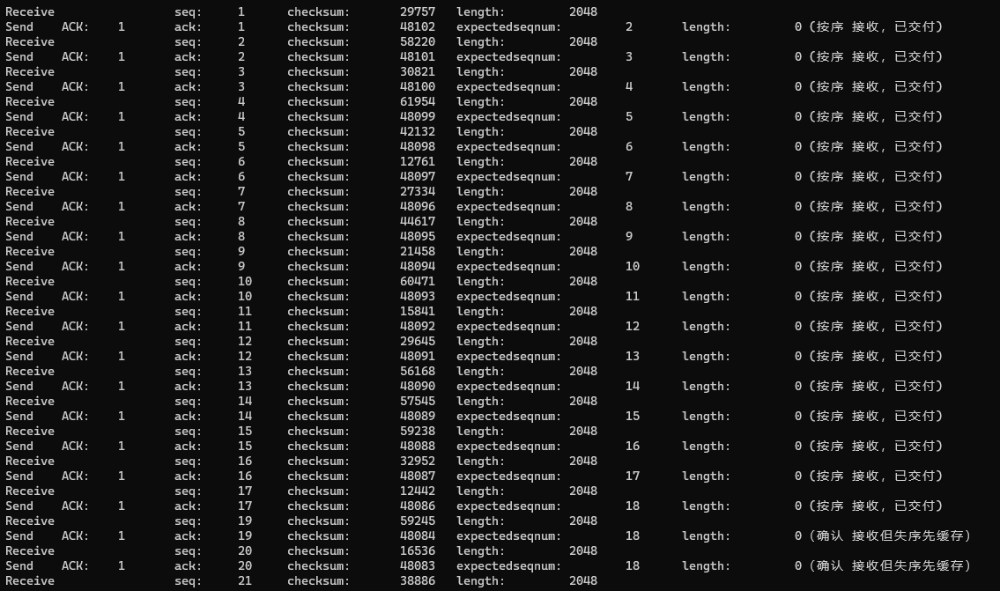 Receive seq: 1 checksum: 29757 length: 2048
Send ACK: 1 ack: 1 checksum: 48102 expectedseqnum: 2 length: 0 (按序 接收, 已交付)
Receive seq: 2 checksum: 58220 length: 2048
Send ACK: 1 ack: 2 checksum: 48101 expectedseqnum: 3 length: 0 (按序 接收, 已交付)
Receive seq: 3 checksum: 30821 length: 2048
Send ACK: 1 ack: 3 checksum: 48100 expectedseqnum: 4 length: 0 (按序 接收, 已交付)
Receive seq: 4 checksum: 61954 length: 2048
Send ACK: 1 ack: 4 checksum: 48099 expectedseqnum: 5 length: 0 (按序 接收, 已交付)
Receive seq: 5 checksum: 42132 length: 2048
Send ACK: 1 ack: 5 checksum: 48098 expectedseqnum: 6 length: 0 (按序 接收, 已交付)
Receive seq: 6 checksum: 12761 length: 2048
Send ACK: 1 ack: 6 checksum: 48097 expectedseqnum: 7 length: 0 (按序 接收, 已交付)
Receive seq: 7 checksum: 27334 length: 2048
Send ACK: 1 ack: 7 checksum: 48096 expectedseqnum: 8 length: 0 (按序 接收, 已交付)
Receive seq: 8 checksum: 44617 length: 2048
Send ACK: 1 ack: 8 checksum: 48095 expectedseqnum: 9 length: 0 (按序 接收, 已交付)
Receive seq: 9 checksum: 21458 length: 2048
Send ACK: 1 ack: 9 checksum: 48094 expectedseqnum: 10 length: 0 (按序 接收, 已交付)
Receive seq: 10 checksum: 60471 length: 2048
Send ACK: 1 ack: 10 checksum: 48093 expectedseqnum: 11 length: 0 (按序 接收, 已交付)
Receive seq: 11 checksum: 15841 length: 2048
Send ACK: 1 ack: 11 checksum: 48092 expectedseqnum: 12 length: 0 (按序 接收, 已交付)
Receive seq: 12 checksum: 29645 length: 2048
Send ACK: 1 ack: 12 checksum: 48091 expectedseqnum: 13 length: 0 (按序 接收, 已交付)
Receive seq: 13 checksum: 56168 length: 2048
Send ACK: 1 ack: 13 checksum: 48090 expectedseqnum: 14 length: 0 (按序 接收, 已交付)
Receive seq: 14 checksum: 57545 length: 2048
Send ACK: 1 ack: 14 checksum: 48089 expectedseqnum: 15 length: 0 (按序 接收, 已交付)
Receive seq: 15 checksum: 59238 length: 2048
Send ACK: 1 ack: 15 checksum: 48088 expectedseqnum: 16 length: 0 (按序 接收, 已交付)
Receive seq: 16 checksum: 32952 length: 2048
Send ACK: 1 ack: 16 checksum: 48087 expectedseqnum: 17 length: 0 (按序 接收, 已交付)
Receive seq: 17 checksum: 12442 length: 2048
Send ACK: 1 ack: 17 checksum: 48086 expectedseqnum: 18 length: 0 (按序 接收, 已交付)
Receive seq: 19 checksum: 59245 length: 2048
Send ACK: 1 ack: 19 checksum: 48084 expectedseqnum: 18 length: 0 (确认 接收但失序先缓存)
Receive seq: 20 checksum: 16536 length: 2048
Send ACK: 1 ack: 20 checksum: 48083 expectedseqnum: 18 length: 0 (确认 接收但失序先缓存)
Receive seq: 21 checksum: 38886 length: 2048